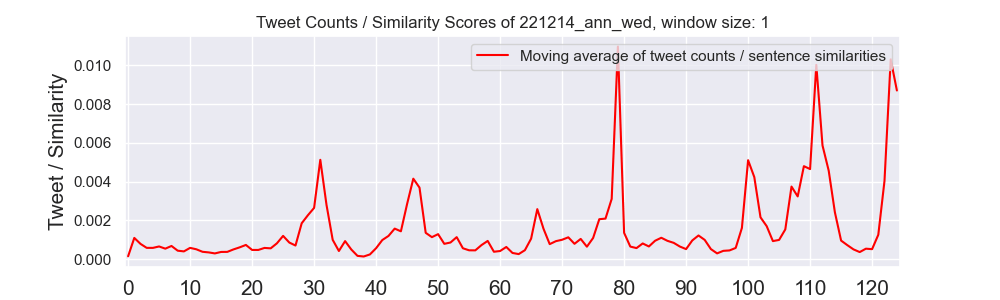 Tweet Counts / Similarity Scores of 221214_ann_wed, window size: 1
Moving average of tweet counts / sentence similarities
Tweet / Similarity
0.010
0.008
0.006
0.004
0.002
0.000
0 10 20 30 40 50 60 70 80 90 100 110 120